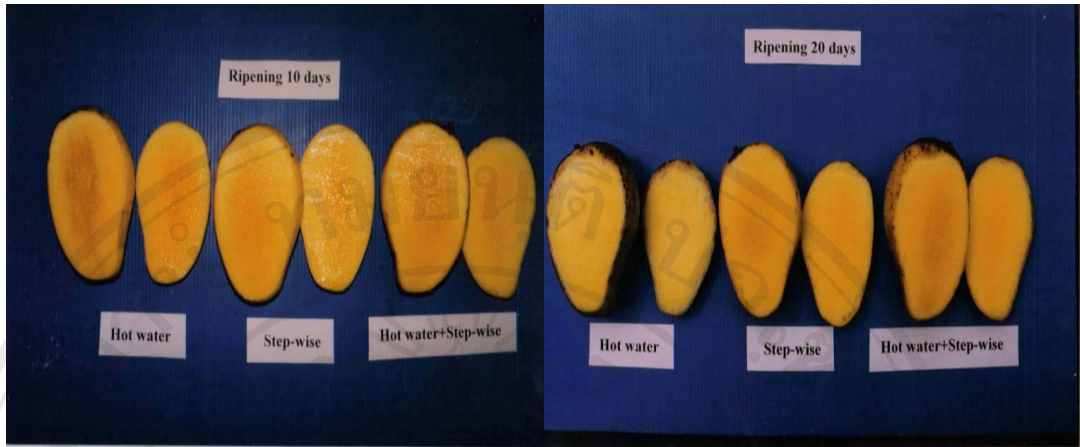 Ripening 10 days
Hot water
Step-wise
Hot water+Step-wise
Ripening 20 days
Hot water
Step-wise
Hot water+Step-wise